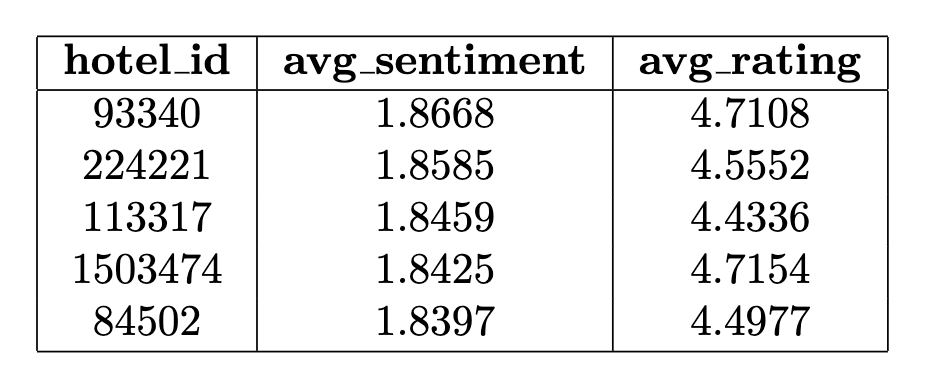 hotel_id avg_sentiment avg_rating
93340 1.8668 4.7108
224221 1.8585 4.5552
113317 1.8459 4.4336
1503474 1.8425 4.7154
84502 1.8397 4.4977